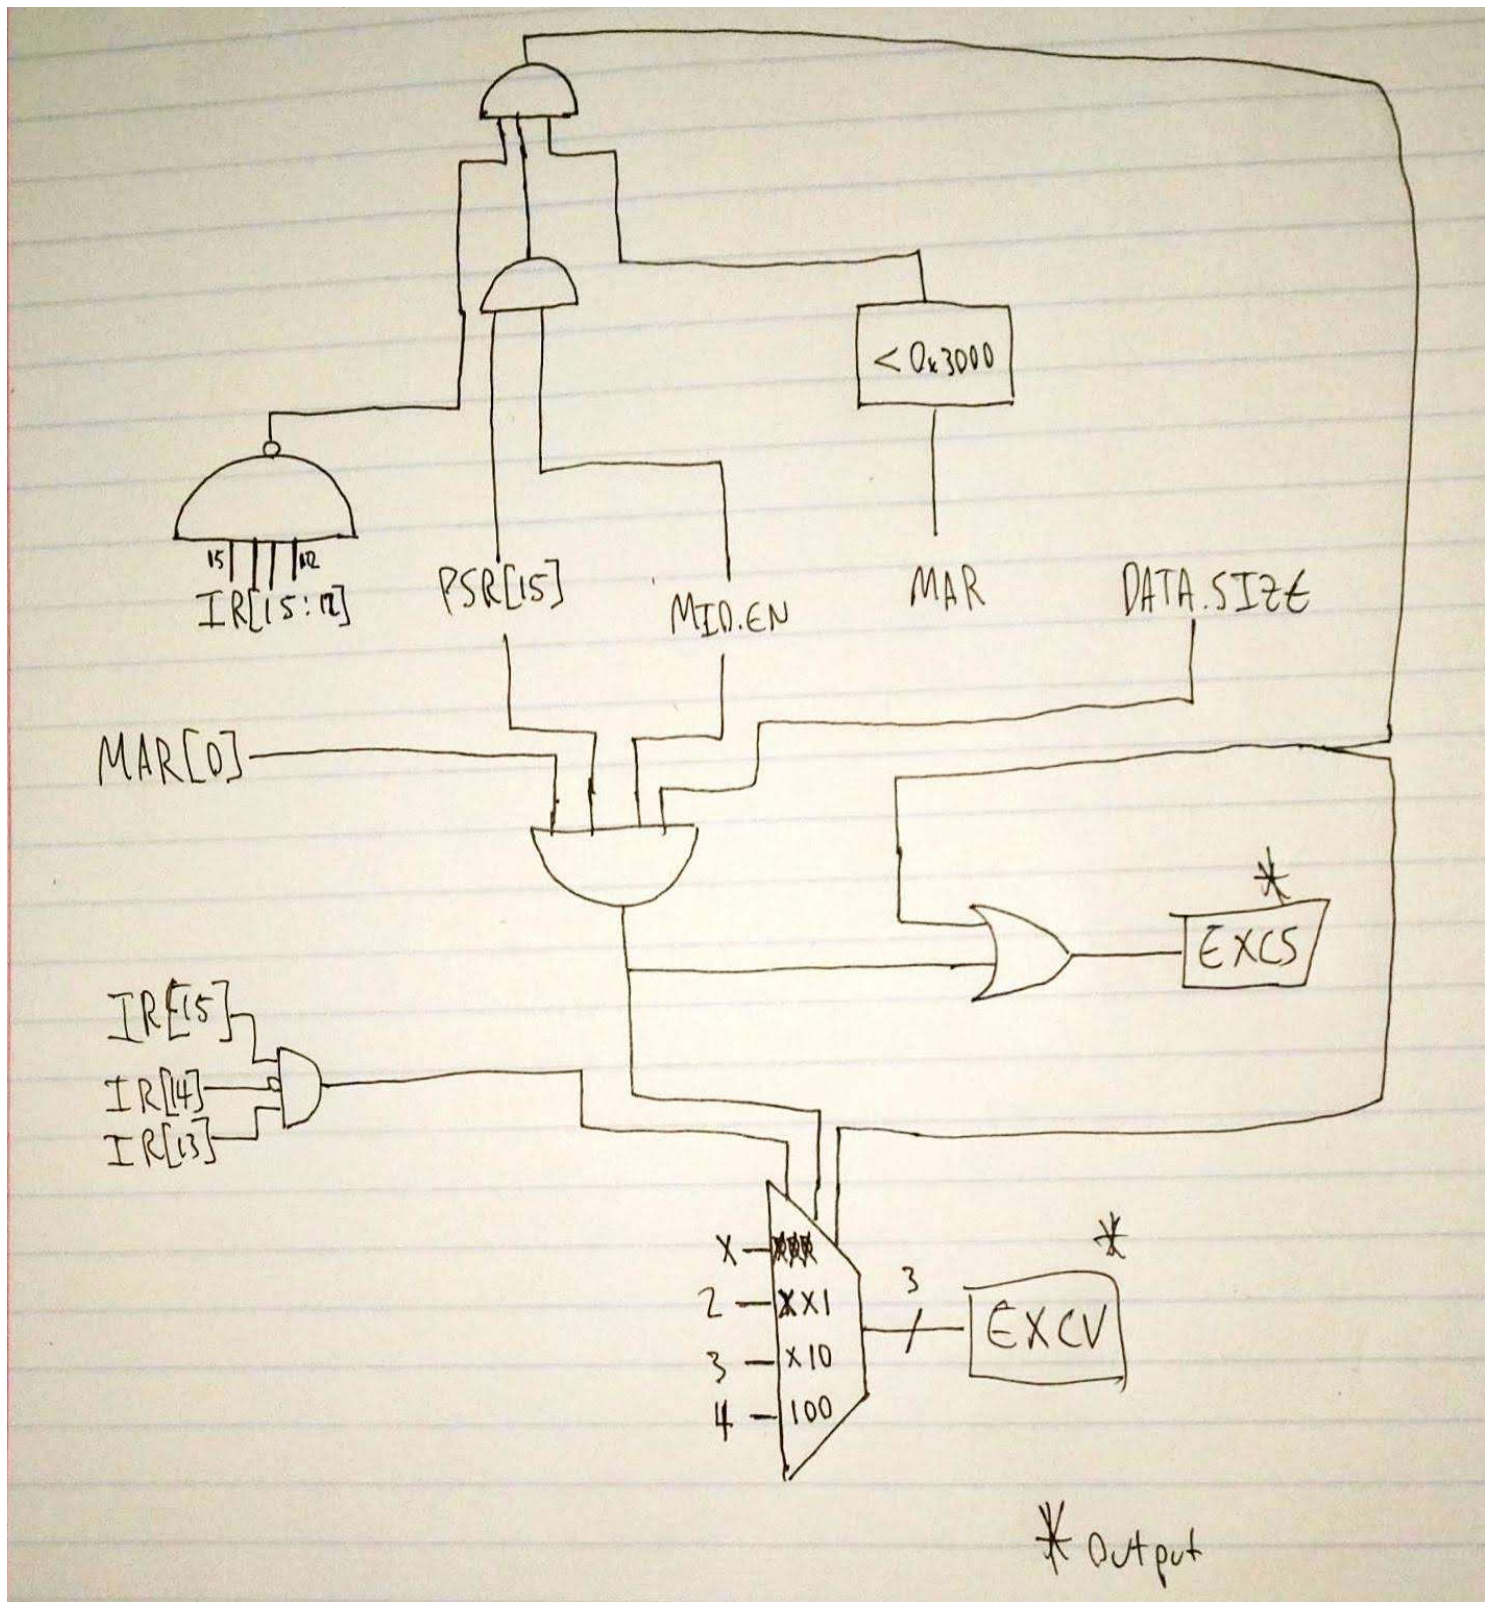 < 0x3000
15 12
IR[15:12]
PSR[15]
MIO.EN
MAR
DATA.SIZE
MAR[0]
*
EXCS
IR[15]
IR[14]
IR[13]
*
X
2 XX1
3 X10
4 100
3
EXCV
* Output